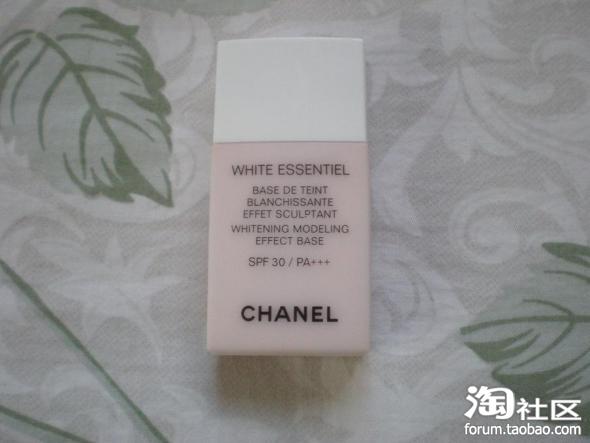 WHITE ESSENTIEL
BASE DE TEINT
BLANCHISSANTE
EFFET SCULPTANT
WHITENING MODELING
EFFECT BASE
SPF 30 / PA+++
CHANEL
淘社区
forum.taobao.com